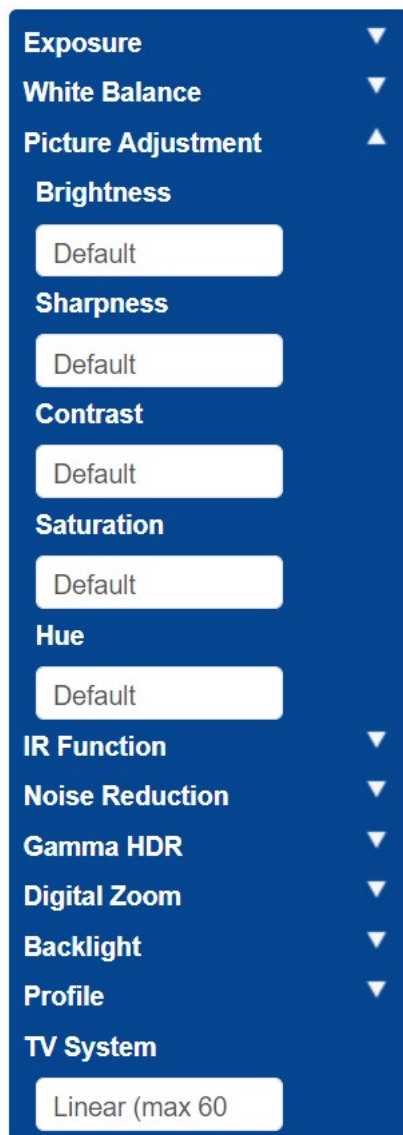 Exposure
White Balance
Picture Adjustment
Brightness
Default
Sharpness
Default
Contrast
Default
Saturation
Default
Hue
Default
IR Function
Noise Reduction
Gamma HDR
Digital Zoom
Backlight
Profile
TV System
Linear (max 60